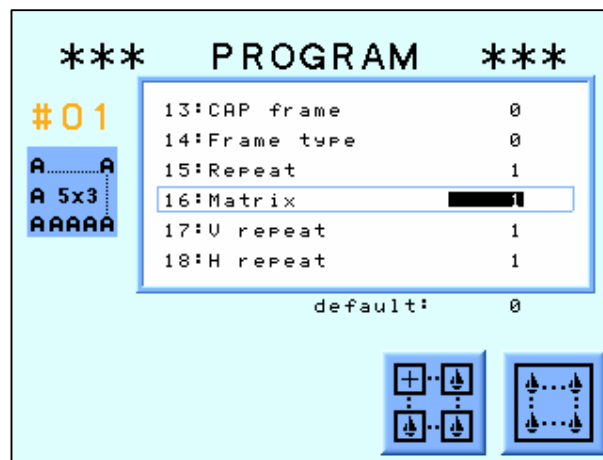 *** PROGRAM ***
#01
A...........A
A 5x3
AAAAA
13:CAP frame 0
14:Frame type 0
15:Repeat 1
16:Matrix 1
17:V repeat 1
18:H repeat 1
default: 0